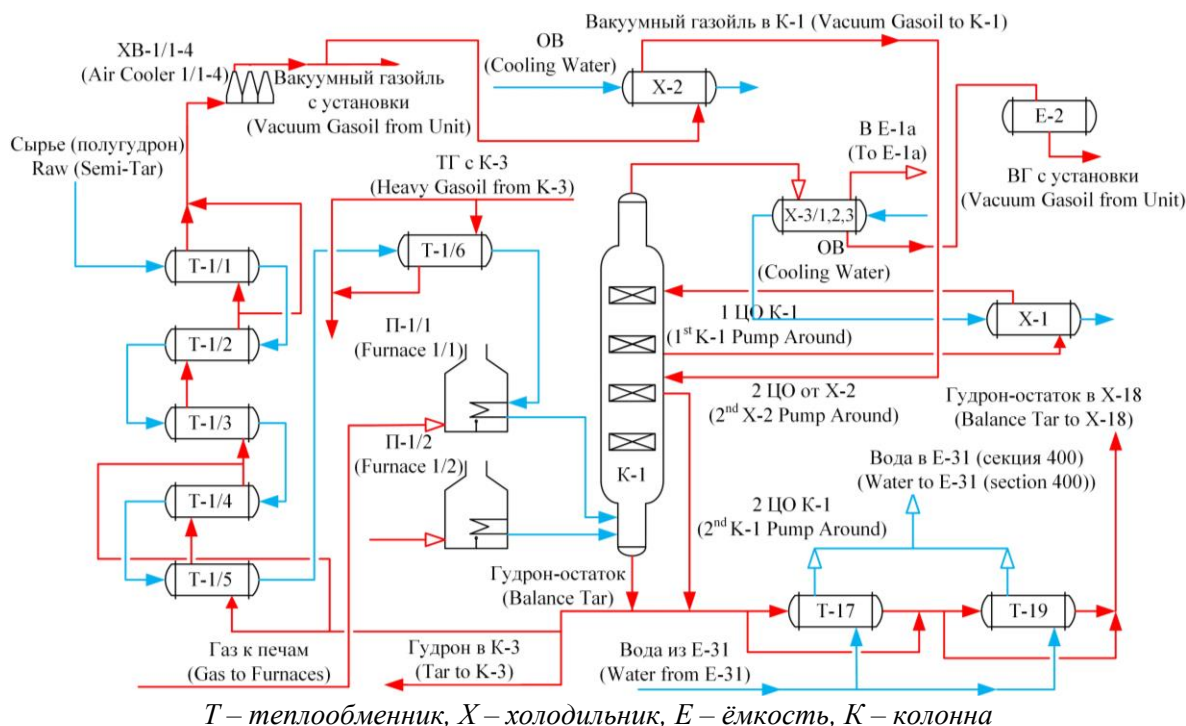 Вакуумный газойль в К-1 (Vacuum Gasoil to K-1)
ХВ-1/1-4
(Air Cooler 1/1-4)
ОВ
(Cooling Water)
Вакуумный газойль
с установки
(Vacuum Gasoil from Unit)
Х-2
Е-2
В Е-1а
(To E-1a)
ВГ с установки
(Vacuum Gasoil from Unit)
Сырье (полугудрон)
Raw (Semi-Tar)
ТГ с К-3
(Heavy Gasoil from K-3)
Х-3/1,2,3
ОВ
(Cooling Water)
Т-1/1
Т-1/6
1 ЦО К-1
(1st K-1 Pump Around)
Х-1
П-1/1
(Furnace 1/1)
Т-1/2
2 ЦО от Х-2
(2nd X-2 Pump Around)
Гудрон-остаток в Х-18
(Balance Tar to X-18)
Т-1/3
П-1/2
(Furnace 1/2)
К-1
Вода в Е-31 (секция 400)
(Water to E-31 (section 400))
Т-1/4
2 ЦО К-1
(2nd K-1 Pump Around)
Т-1/5
Гудрон-остаток
(Balance Tar)
Т-17
Т-19
Газ к печам
(Gas to Furnaces)
Гудрон в К-3
(Tar to K-3)
Вода из Е-31
(Water from E-31)
Т – теплообменник, Х – холодильник, Е – ёмкость, К – колонна